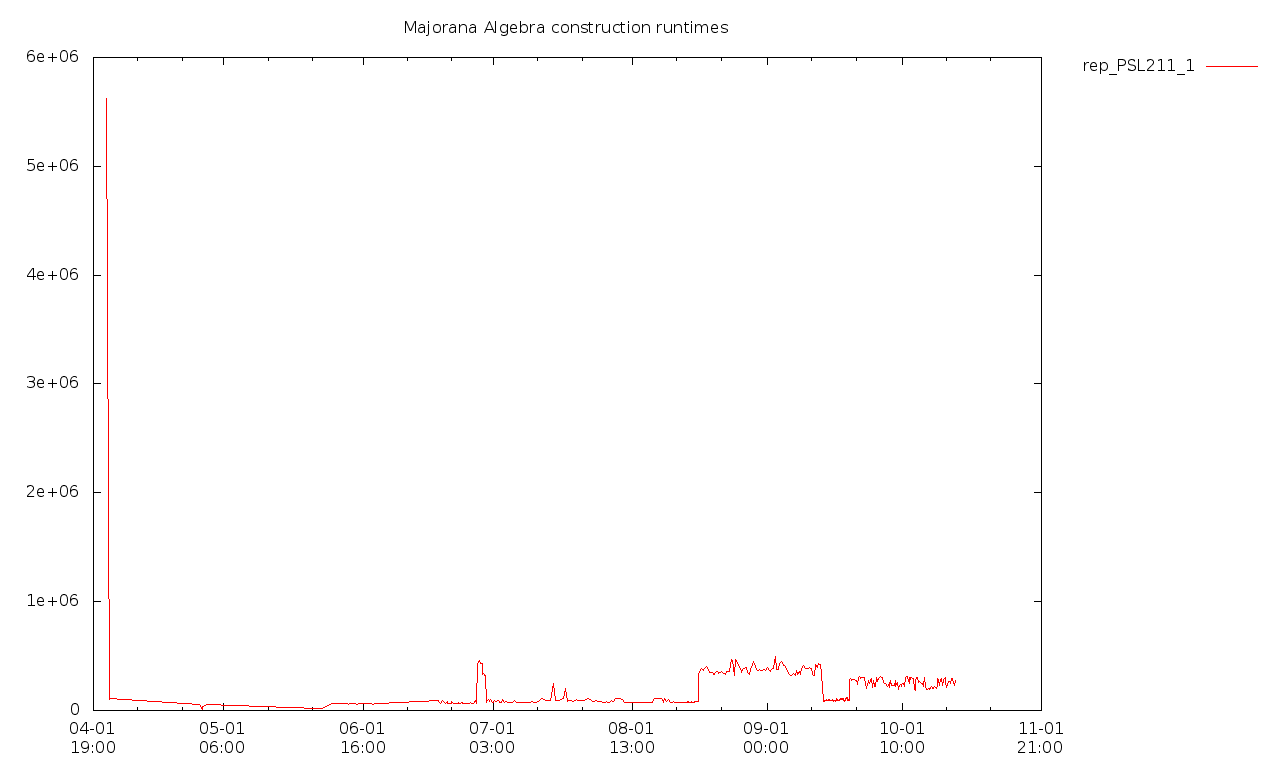 Majorana Algebra construction runtimes
6e+06
rep_PSL211_1
5e+06
4e+06
3e+06
2e+06
1e+06
0
04-01 05-01 06-01 07-01 08-01 09-01 10-01 11-01
19:00 06:00 16:00 03:00 13:00 00:00 10:00 21:00